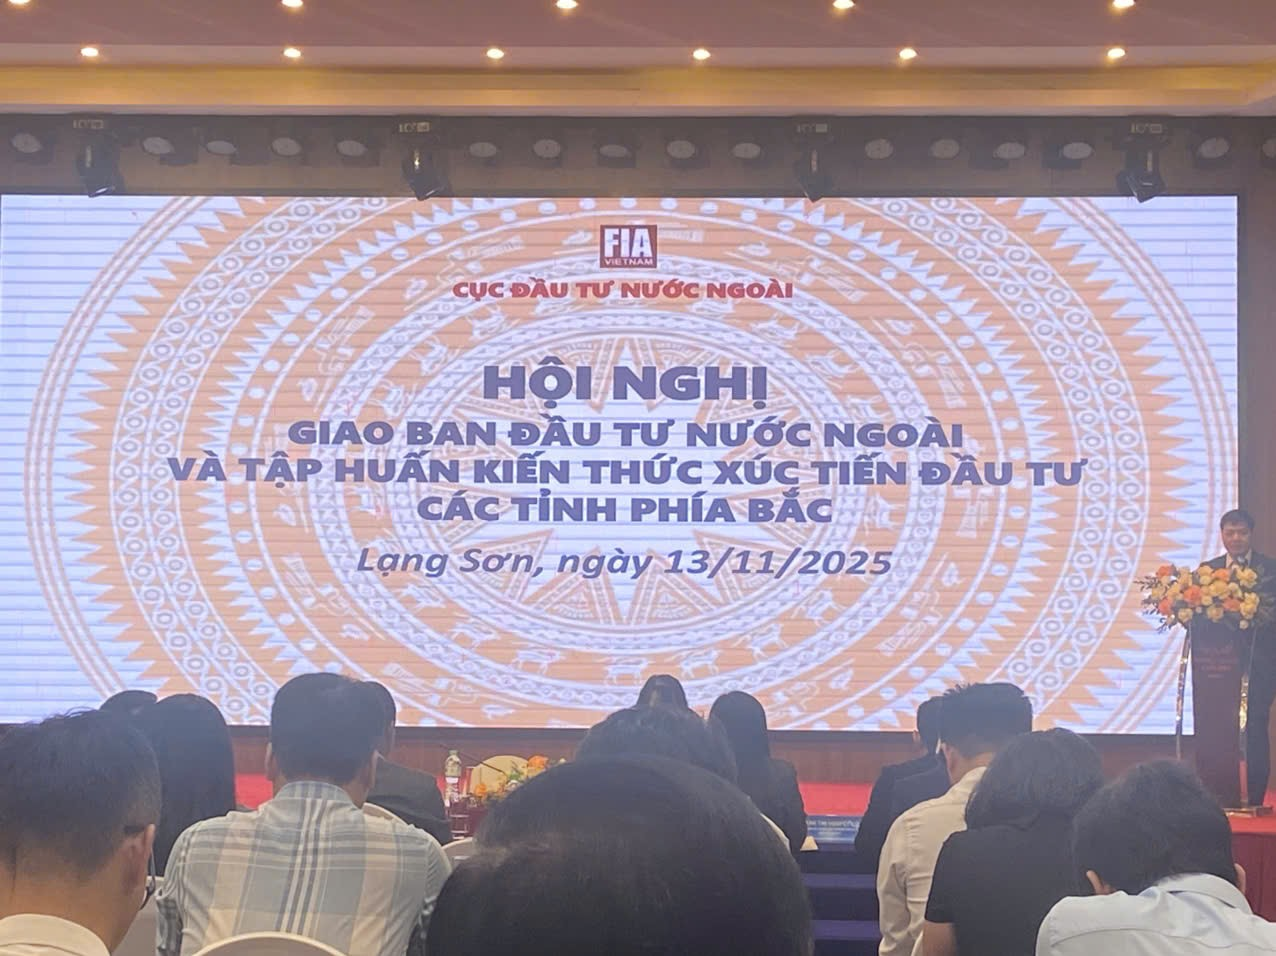 FIA
VIETNAM
CỤC ĐẦU TƯ NƯỚC NGOÀI
HỘI NGHỊ
GIAO BAN ĐẦU TƯ NƯỚC NGOÀI
VÀ TẬP HUẤN KIẾN THỨC XÚC TIẾN ĐẦU TƯ
CÁC TỈNH PHÍA BẮC
Lạng Sơn, ngày 13/11/2025